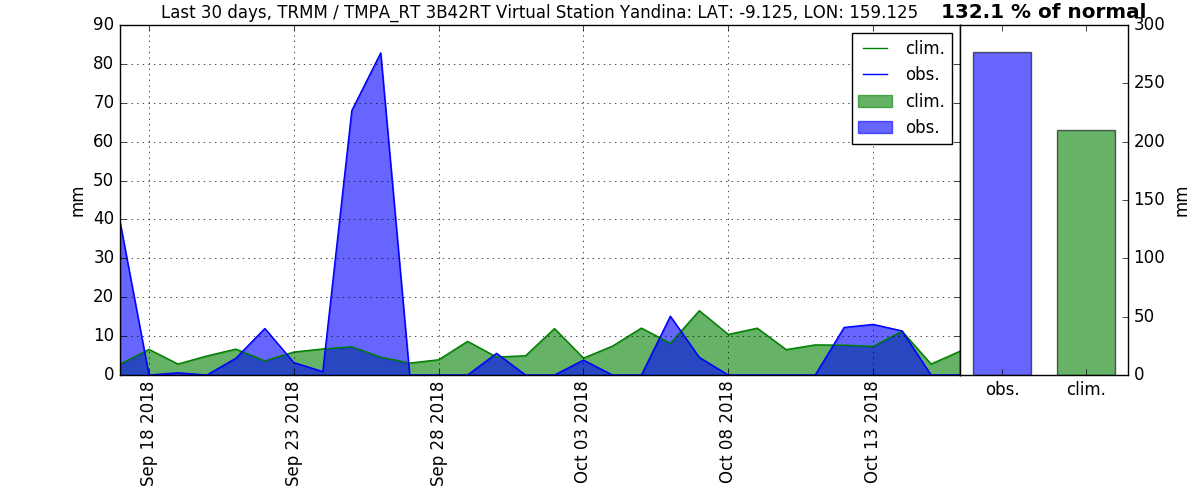 Last 30 days, TRMM / TMPA_RT 3B42RT Virtual Station Yandina: LAT: -9.125, LON: 159.125
132.1 % of normal
90
80
70
60
50
40
30
20
10
0
mm
clim.
obs.
clim.
obs.
Sep 18 2018
Sep 23 2018
Sep 28 2018
Oct 03 2018
Oct 08 2018
Oct 13 2018
300
250
200
150
100
50
0
mm
obs.
clim.